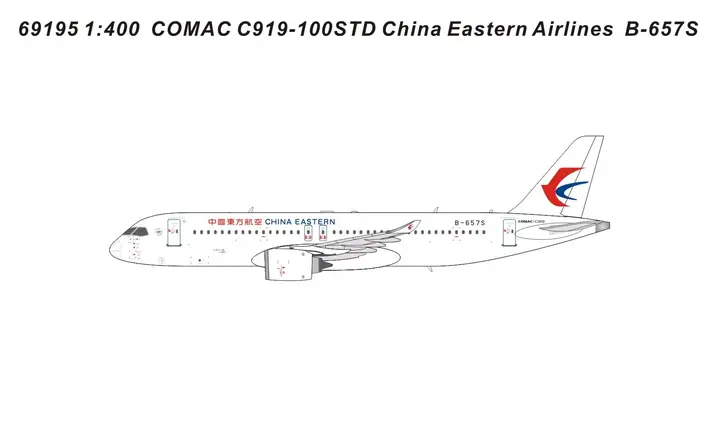 69195 1:400 COMAC C919-100STD China Eastern Airlines B-657S
中國東方航空 CHINA EASTERN
B-657S
COMAC C919